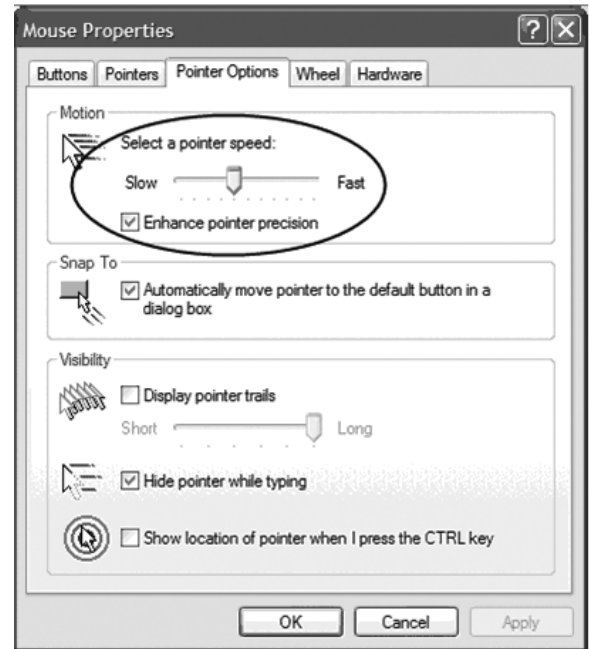 Mouse Properties
Buttons Pointers Pointer Options Wheel Hardware
Motion
Select a pointer speed:
Slow Fast
Enhance pointer precision
Snap To
Automatically move pointer to the default button in a
dialog box
Visibility
Display pointer trails
Short Long
Hide pointer while typing
Show location of pointer when I press the CTRL key
OK Cancel Apply